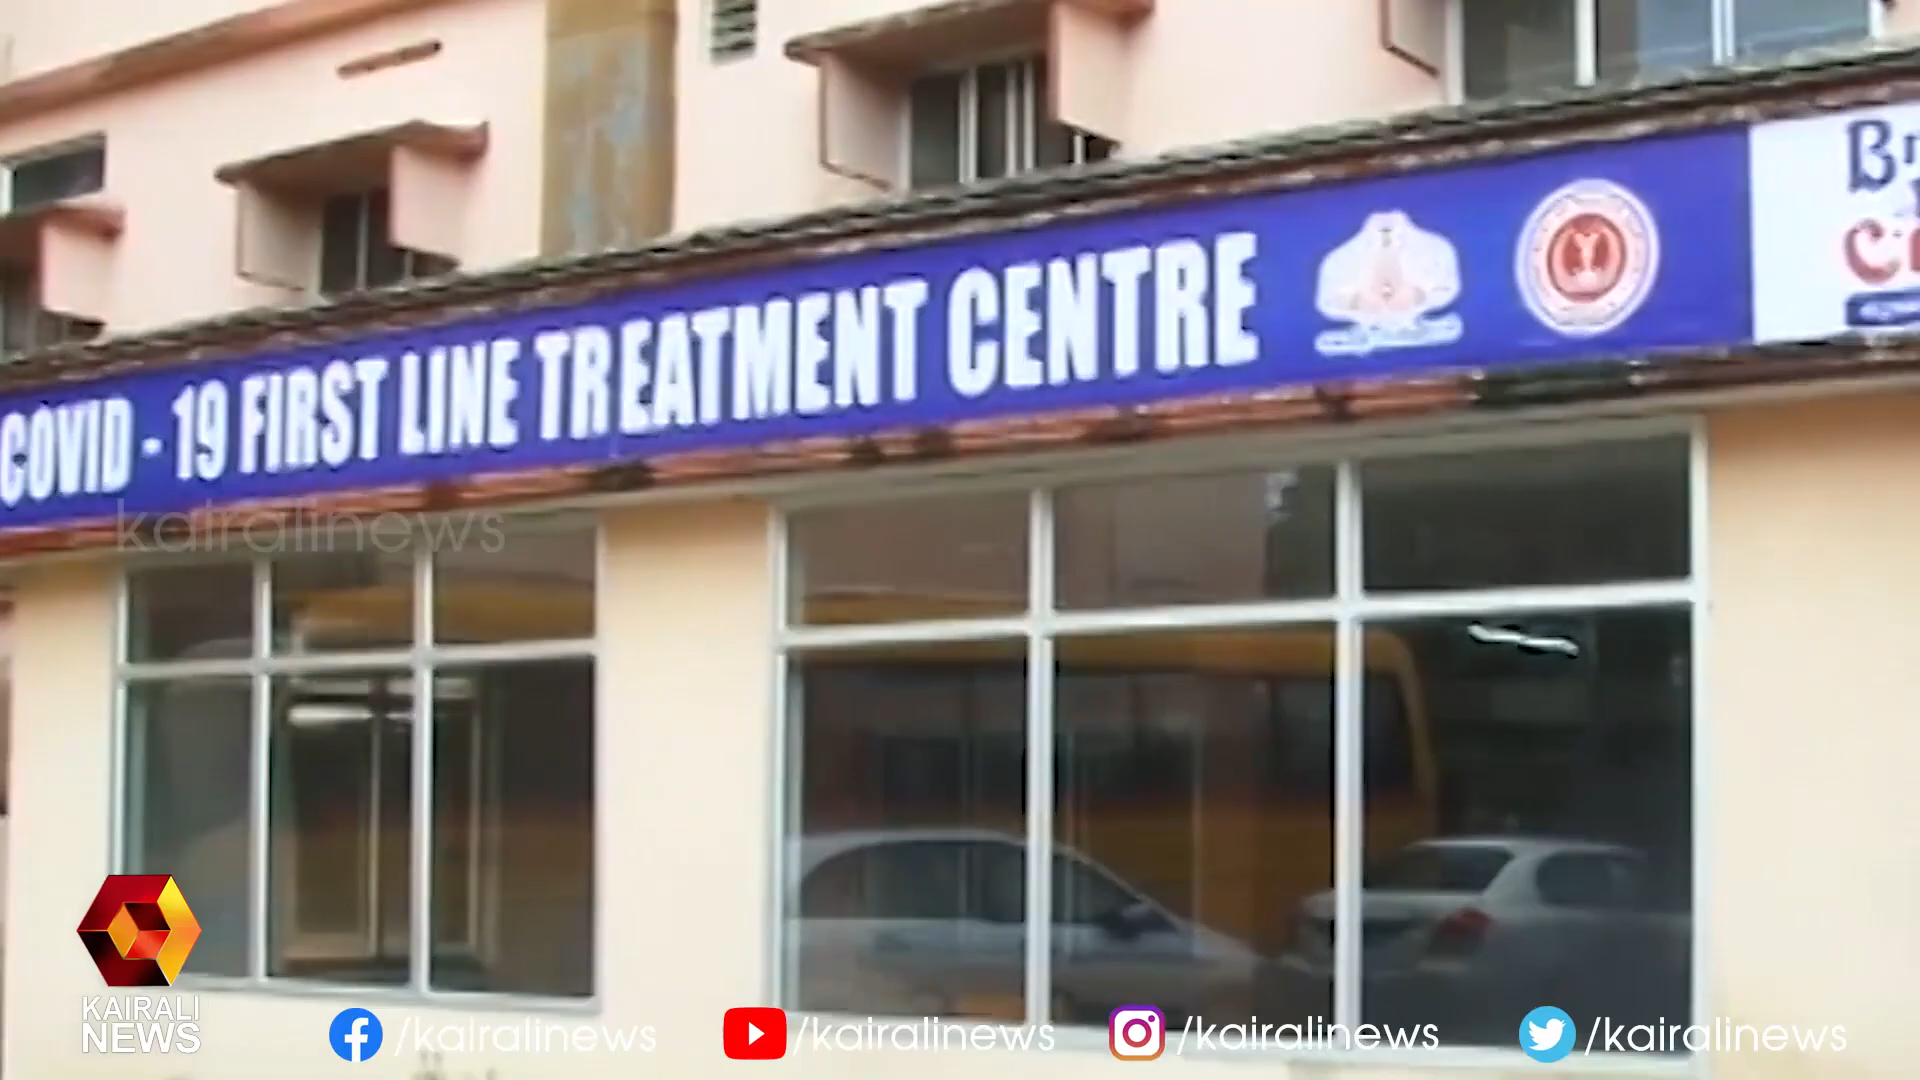 COVID - 19 FIRST LINE TREATMENT CENTRE
kairalinews
KAIRALI
NEWS
/kairalinews
/kairalinews
/kairalinews
/kairalinews